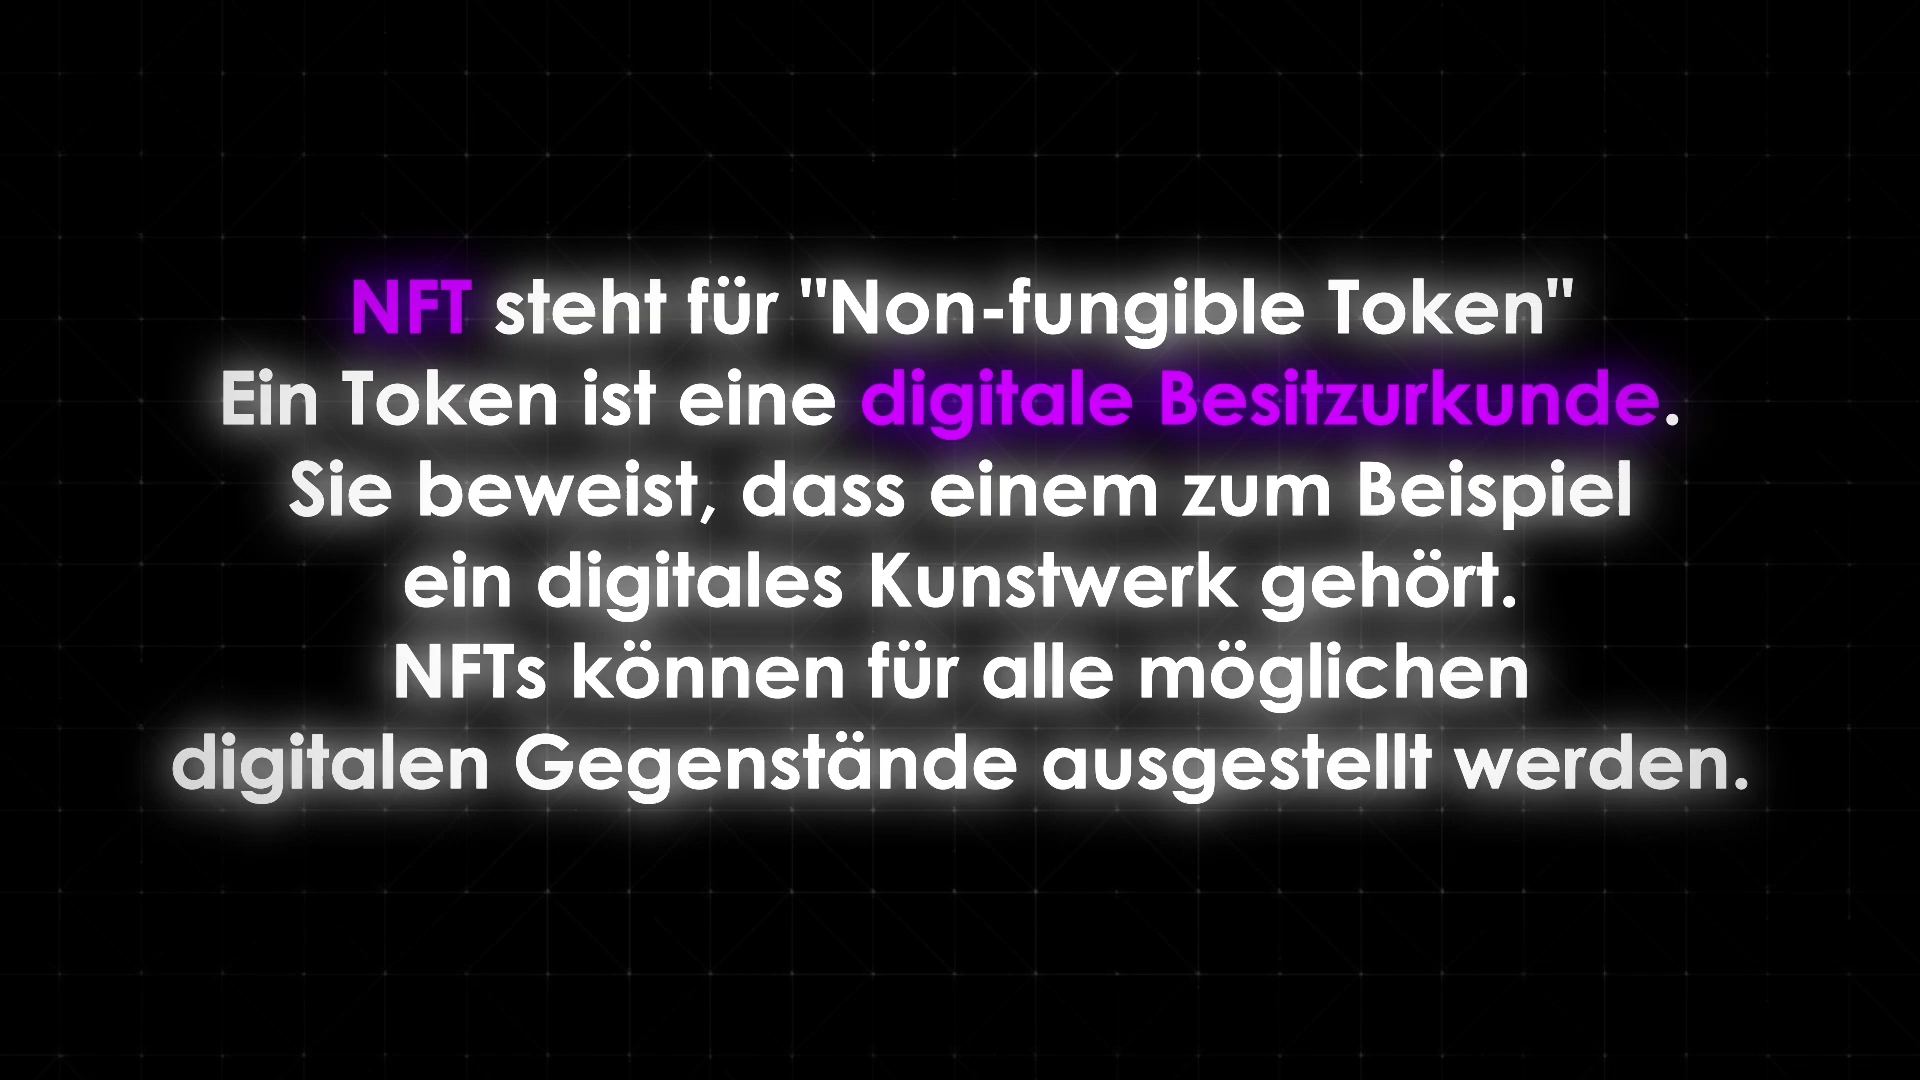 NFT steht für "Non-fungible Token"
Ein Token ist eine digitale Besitzurkunde.
Sie beweist, dass einem zum Beispiel
ein digitales Kunstwerk gehört.
NFTs können für alle möglichen
digitalen Gegenstände ausgestellt werden.